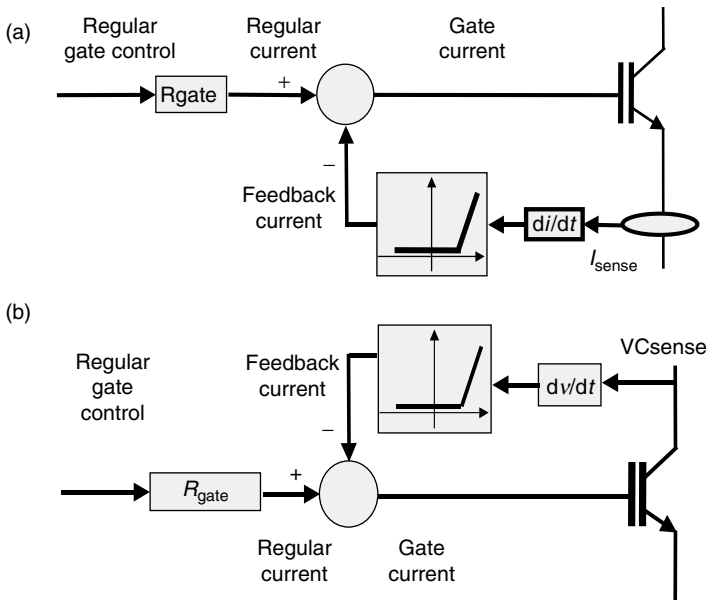 (a)
Regular
gate control
Regular
current
Gate
current
Rgate
+
−
Feedback
current
di/dt
Isense
(b)
Regular
gate
control
Feedback
current
VCsense
dv/dt
−
+
Rgate
Regular
current
Gate
current